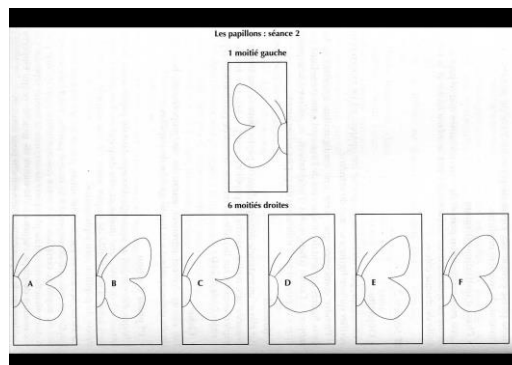 Les papillons : séance 2
1 moitié gauche
6 moitiés droites
A B C D E F